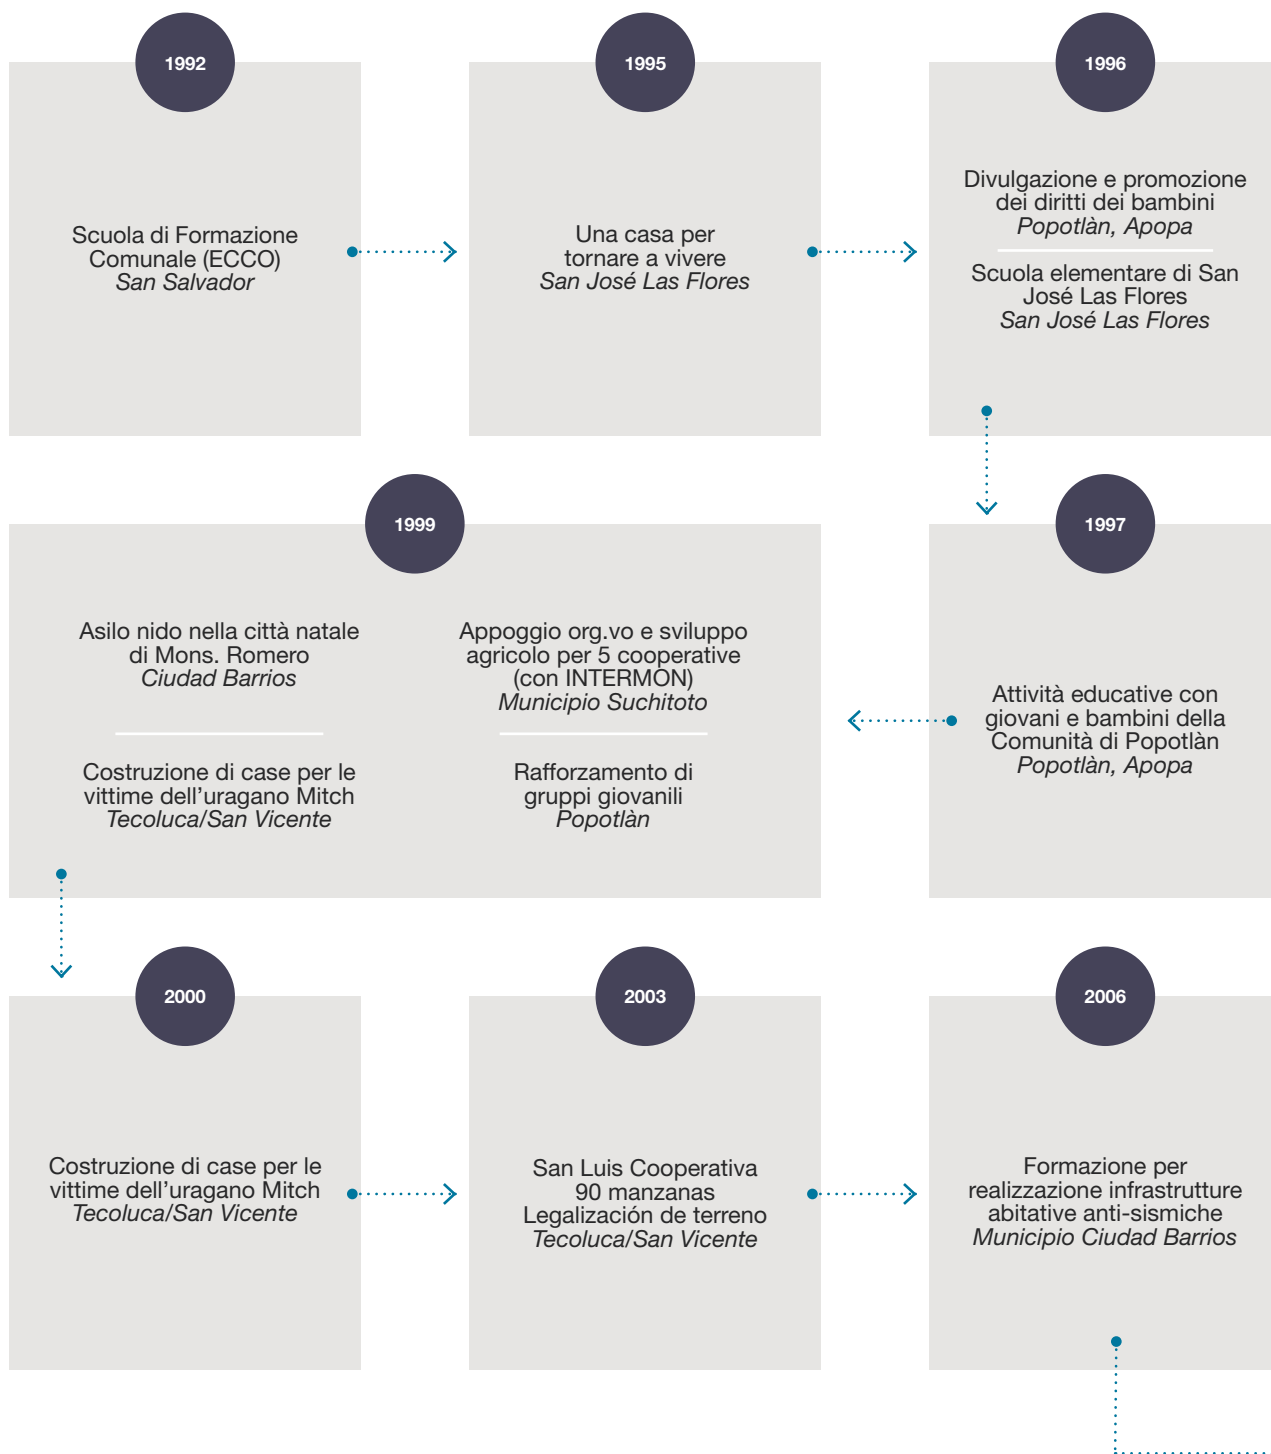 1992
Scuola di Formazione
Comunale (ECCO)
San Salvador
1995
Una casa per
tornare a vivere
San José Las Flores
1996
Divulgazione e promozione
dei diritti dei bambini
Popotlàn, Apopa
Scuola elementare di San
José Las Flores
San José Las Flores
1997
Attività educative con
giovani e bambini della
Comunità di Popotlàn
Popotlàn, Apopa
1999
Asilo nido nella città natale
di Mons. Romero
Ciudad Barrios
Costruzione di case per le
vittime dell'uragano Mitch
Tecoluca/San Vicente
Appoggio org.vo e sviluppo
agricolo per 5 cooperative
(con INTERMON)
Municipio Suchitoto
Rafforzamento di
gruppi giovanili
Popotlàn
2000
Costruzione di case per le
vittime dell'uragano Mitch
Tecoluca/San Vicente
2003
San Luis Cooperativa
90 manzanas
Legalización de terreno
Tecoluca/San Vicente
2006
Formazione per
realizzazione infrastrutture
abitative anti-sismiche
Municipio Ciudad Barrios